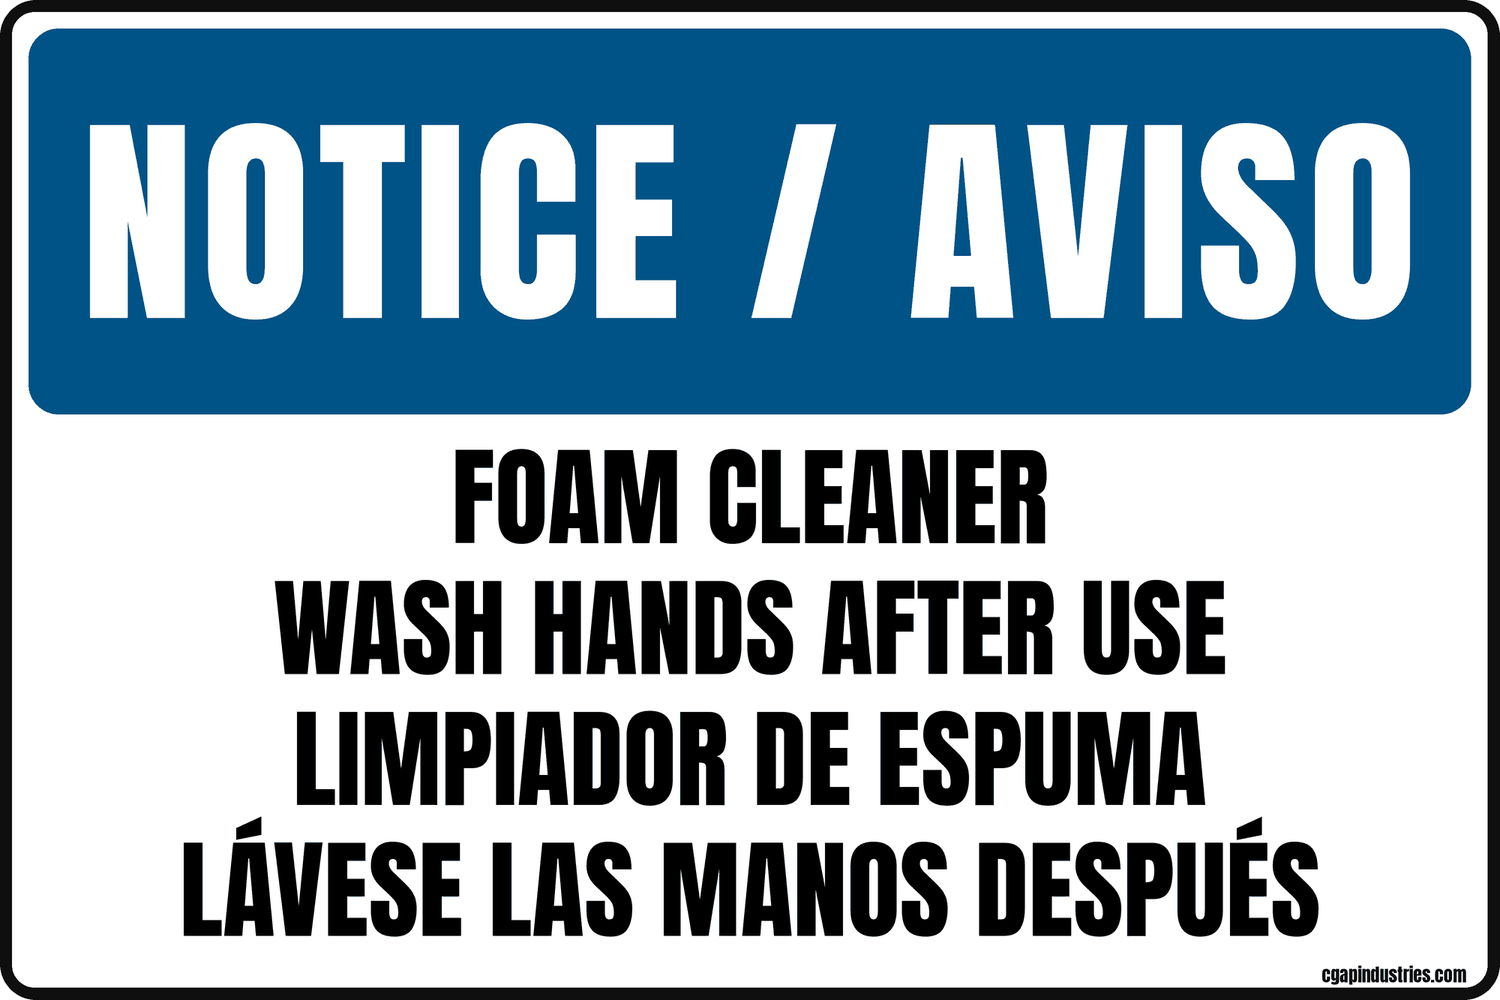 NOTICE / AVISO
FOAM CLEANER
WASH HANDS AFTER USE
LIMPIADOR DE ESPUMA
LÁVESE LAS MANOS DESPUÉS
cgapindustries.com